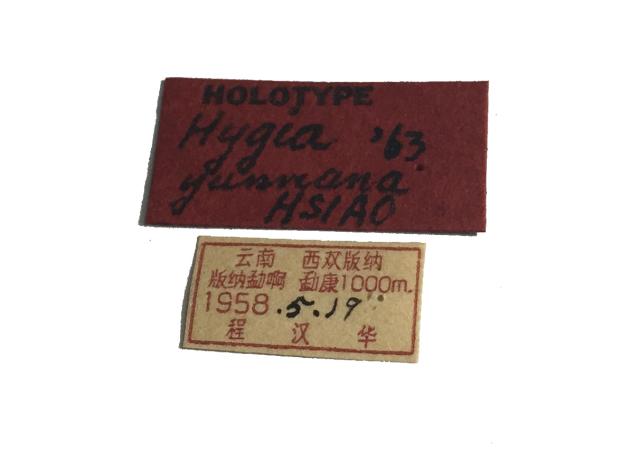 HOLOTYPE
Hygia '63
yunnana
HSIAO
云南 西双版纳
版纳勐啊 勐康1000m.
1958.5.19
程 汉 华